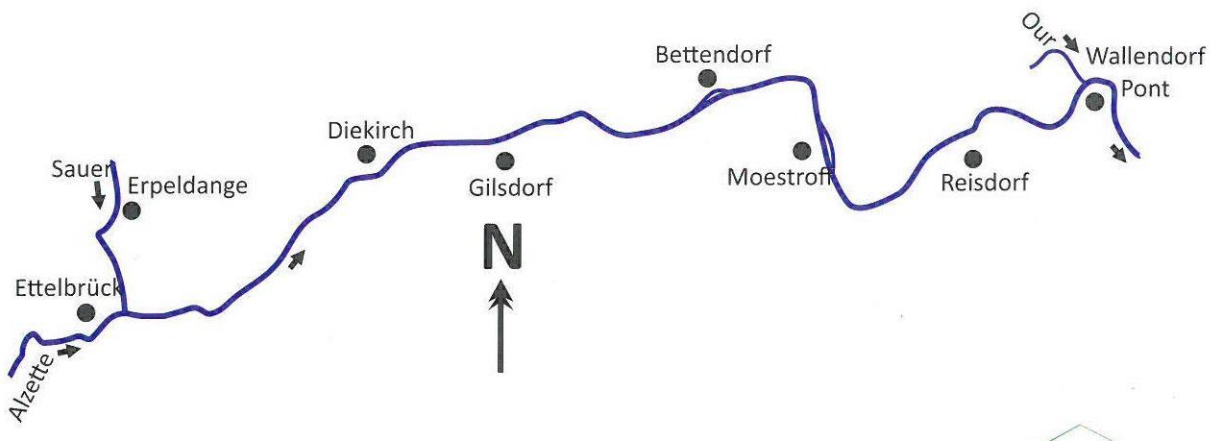 Our
Wallendorf
Pont
Bettendorf
Diekirch
Sauer
Erpeldange
Gilsdorf
Moestroff
Reisdorf
N
Ettelbrück
Alzette